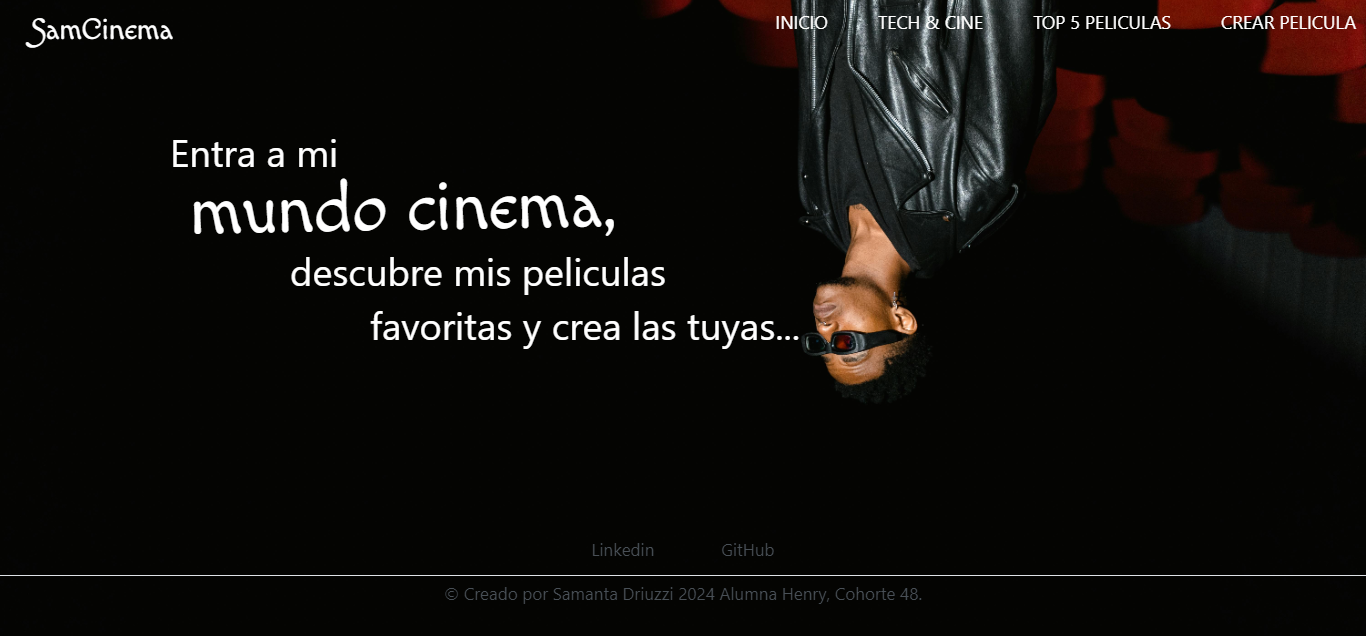 SamCinema
INICIO TECH & CINE TOP 5 PELICULAS CREAR PELICULA
Entra a mi
mundo cinema,
descubre mis peliculas
favoritas y crea las tuyas...
Linkedin GitHub
© Creado por Samanta Driuzzi 2024 Alumna Henry, Cohorte 48.